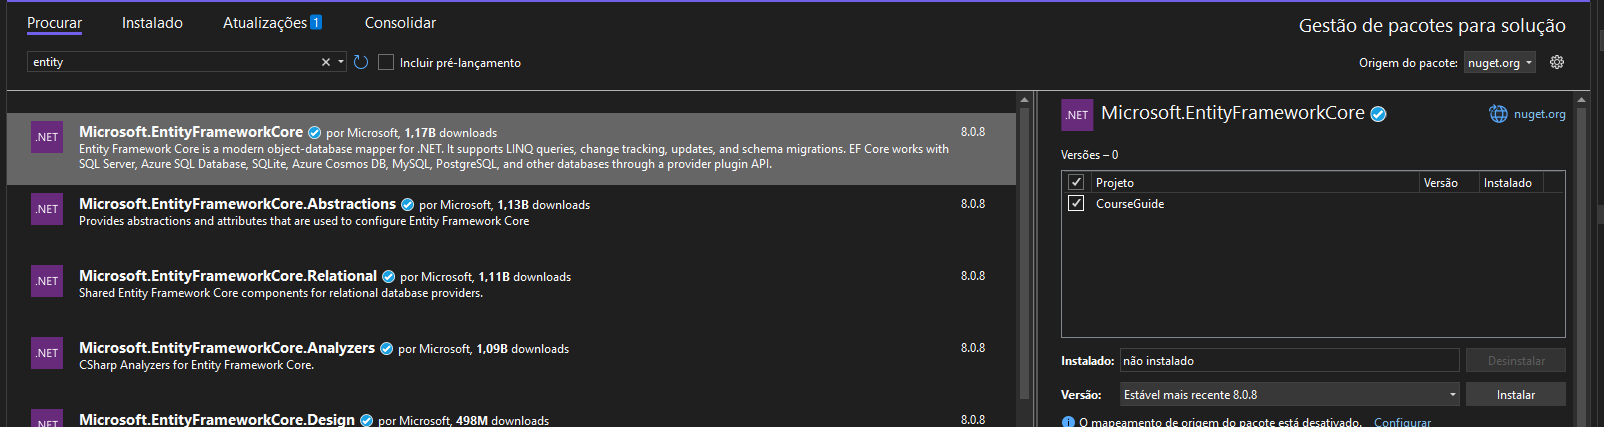 Procurar Instalado Atualizações 1 Consolidar
Gestão de pacotes para solução
entity
Incluir pré-lançamento
Origem do pacote: nuget.org
.NET
Microsoft.EntityFrameworkCore por Microsoft, 1,17B downloads 8.0.8
Entity Framework Core is a modern object-database mapper for .NET. It supports LINQ queries, change tracking, updates, and schema migrations. EF Core works with
SQL Server, Azure SQL Database, SQLite, Azure Cosmos DB, MySQL, PostgreSQL, and other databases through a provider plugin API.
.NET
Microsoft.EntityFrameworkCore.Abstractions por Microsoft, 1,13B downloads 8.0.8
Provides abstractions and attributes that are used to configure Entity Framework Core
.NET
Microsoft.EntityFrameworkCore.Relational por Microsoft, 1,11B downloads 8.0.8
Shared Entity Framework Core components for relational database providers.
.NET
Microsoft.EntityFrameworkCore.Analyzers por Microsoft, 1,09B downloads 8.0.8
CSharp Analyzers for Entity Framework Core.
.NET
Microsoft.EntityFrameworkCore.Design por Microsoft, 498M downloads 8.0.8
.NET
Microsoft.EntityFrameworkCore
nuget.org
Versões – 0
Projeto Versão Instalado
CourseGuide
Instalado: não instalado Desinstalar
Versão: Estável mais recente 8.0.8 Instalar
O mapeamento de origem do pacote está desativado. Configurar